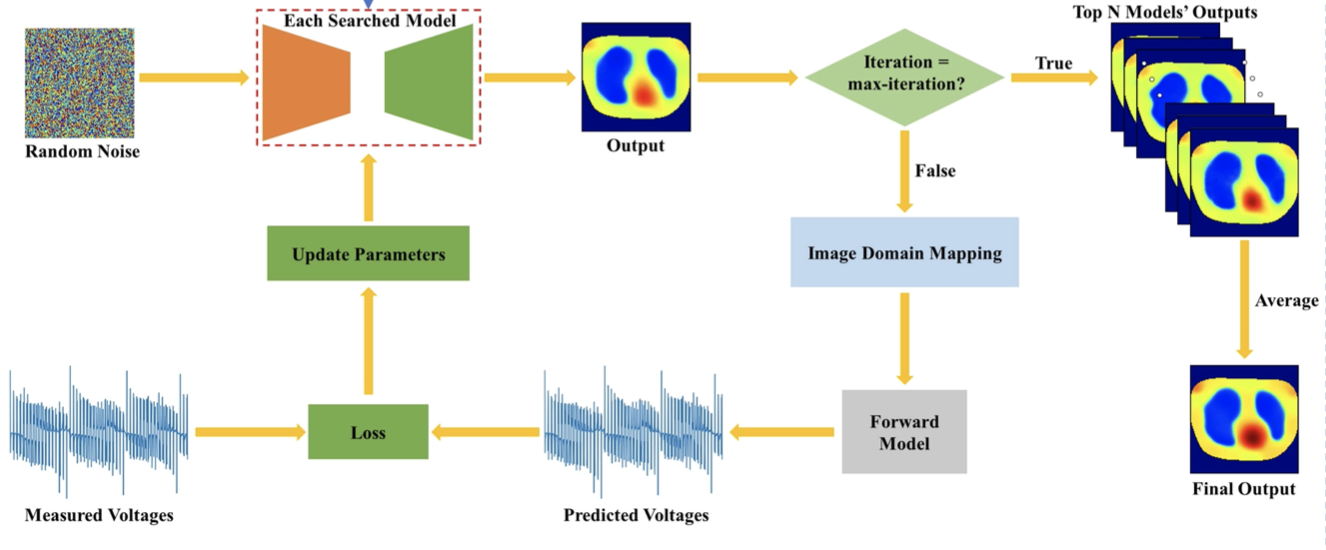 Each Searched Model
Top N Models' Outputs
Iteration =
max-iteration?
True
Random Noise
Output
False
Update Parameters
Image Domain Mapping
Average
Loss
Forward
Model
Measured Voltages
Predicted Voltages
Final Output